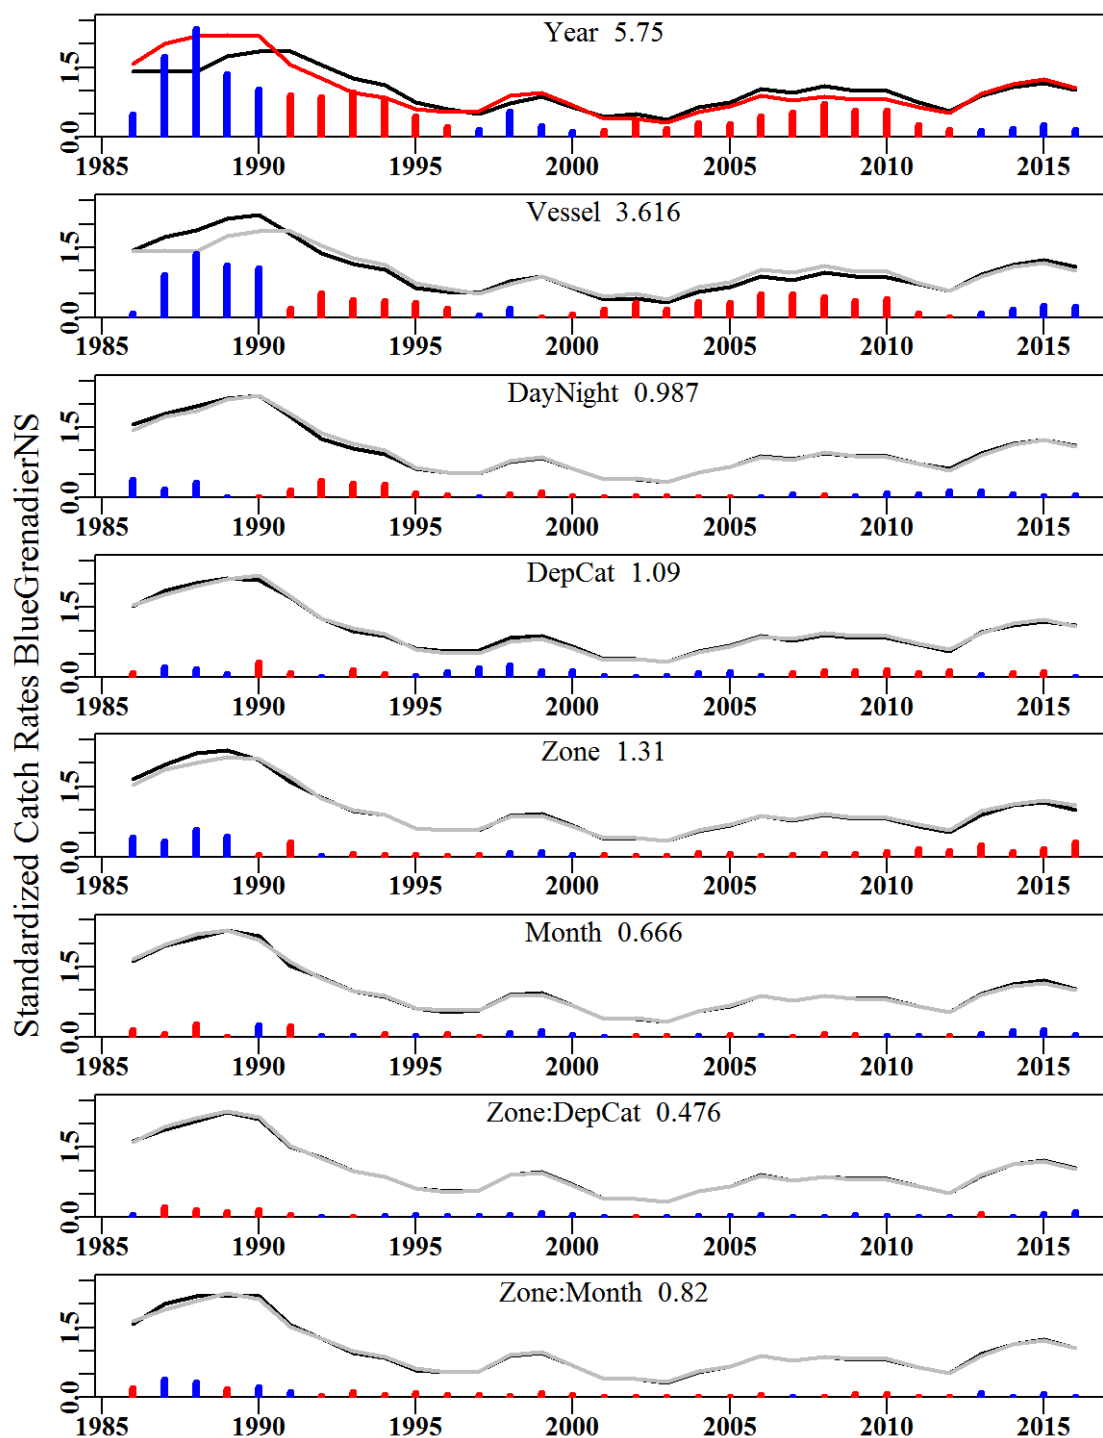 Standardized Catch Rates BlueGrenadierNS
Year 5.75
0.0 1.5
1985 1990 1995 2000 2005 2010 2015
Vessel 3.616
0.0 1.5
1985 1990 1995 2000 2005 2010 2015
DayNight 0.987
0.0 1.5
1985 1990 1995 2000 2005 2010 2015
DepCat 1.09
0.0 1.5
1985 1990 1995 2000 2005 2010 2015
Zone 1.31
0.0 1.5
1985 1990 1995 2000 2005 2010 2015
Month 0.666
0.0 1.5
1985 1990 1995 2000 2005 2010 2015
Zone:DepCat 0.476
0.0 1.5
1985 1990 1995 2000 2005 2010 2015
Zone:Month 0.82
0.0 1.5
1985 1990 1995 2000 2005 2010 2015